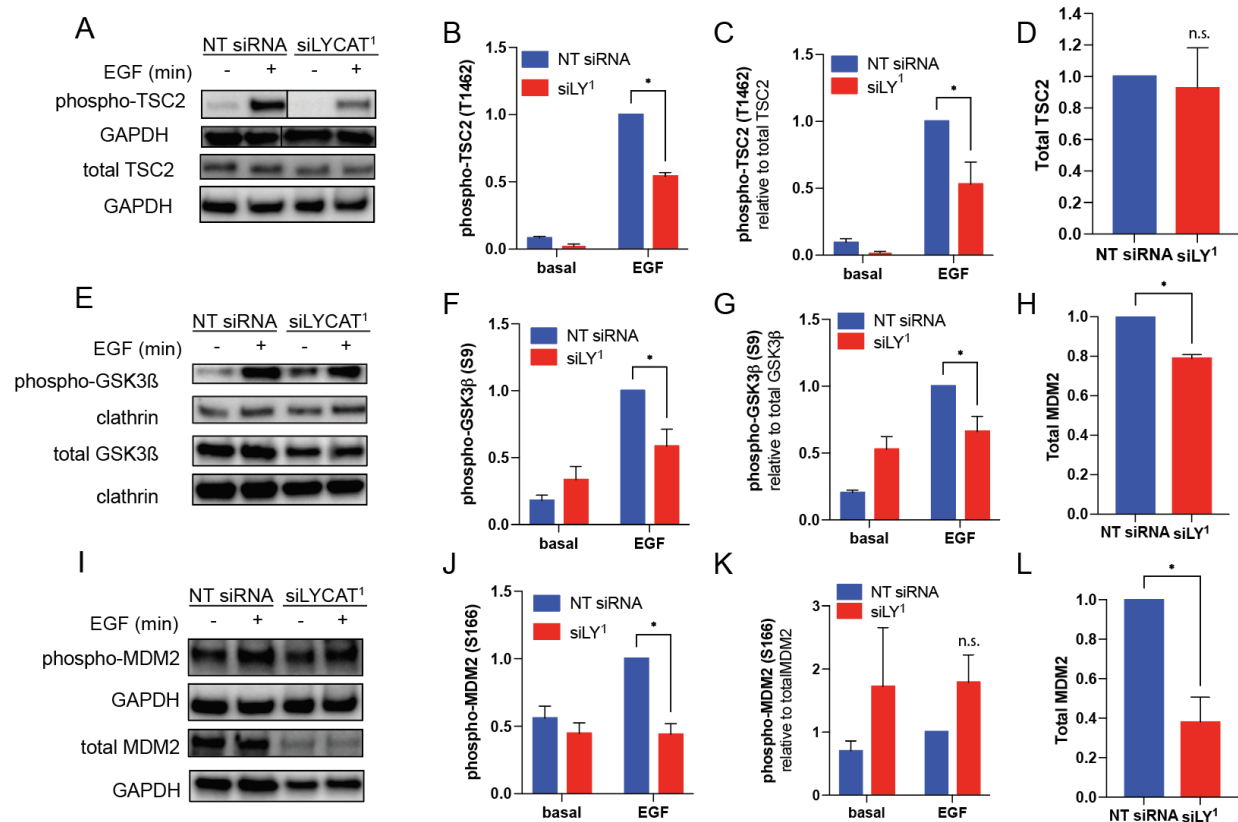 A
NT siRNA siLYCAT¹
EGF (min) - + - +
phospho-TSC2
GAPDH
total TSC2
GAPDH
B
phospho-TSC2 (T1462)
1.5
1.0
0.5
0.0
NT siRNA
siLY¹
*
basal EGF
C
phospho-TSC2 (T1462)
relative to total TSC2
1.5
1.0
0.5
0.0
NT siRNA
siLY¹
*
basal EGF
D
Total TSC2
1.4
1.2
1.0
0.8
0.6
0.4
0.2
0.0
n.s.
NT siRNA siLY¹
E
NT siRNA siLYCAT¹
EGF (min) - + - +
phospho-GSK3ß
clathrin
total GSK3ß
clathrin
F
phospho-GSK3β (S9)
1.5
1.0
0.5
0.0
NT siRNA
siLY¹
*
basal EGF
G
phospho-GSK3β (S9)
relative to total GSK3β
1.5
1.0
0.5
0.0
NT siRNA
siLY¹
*
basal EGF
H
Total MDM2
1.0
0.8
0.6
0.4
0.2
0.0
*
NT siRNA siLY¹
I
NT siRNA siLYCAT¹
EGF (min) - + - +
phospho-MDM2
GAPDH
total MDM2
GAPDH
J
phospho-MDM2 (S166)
1.5
1.0
0.5
0.0
NT siRNA
siLY¹
*
basal EGF
K
phospho-MDM2 (S166)
relative to totalMDM2
3
2
1
0
NT siRNA
siLY¹
n.s.
basal EGF
L
Total MDM2
1.0
0.8
0.6
0.4
0.2
0.0
*
NT siRNA siLY¹